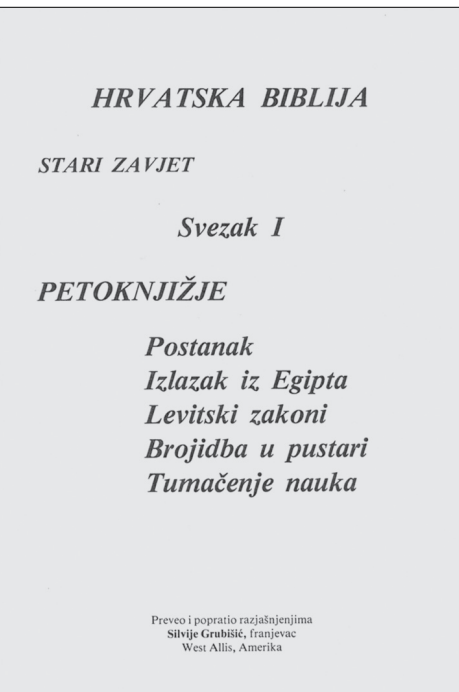 HRVATSKA BIBLIJA
STARI ZAVJET
Svezak I
PETOKNJIŽJE
Postanak
Izlazak iz Egipta
Levitski zakoni
Brojidba u pustari
Tumačenje nauka
Preveo i popratio razjašnjenjima
Silvije Grubišić, franjevac
West Allis, Amerika